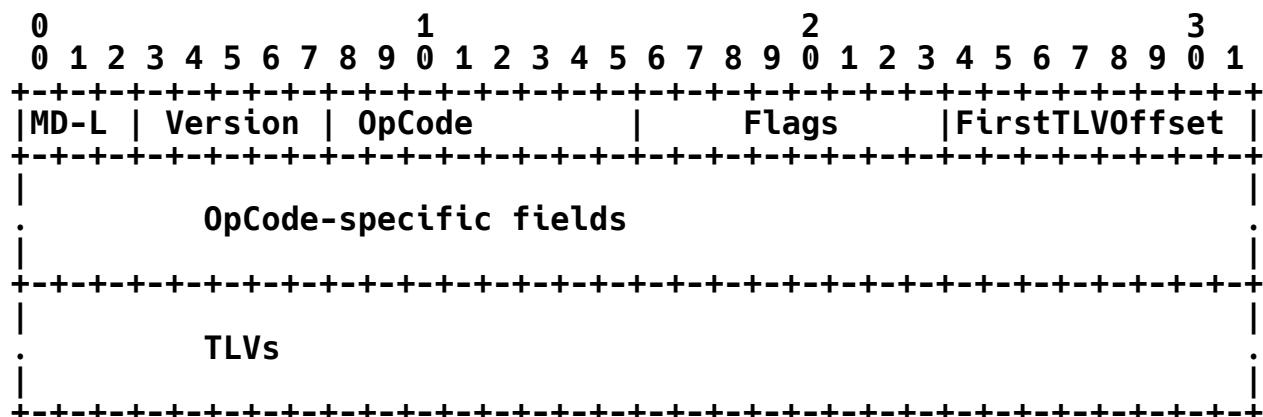 0                   1                   2                   3
 0 1 2 3 4 5 6 7 8 9 0 1 2 3 4 5 6 7 8 9 0 1 2 3 4 5 6 7 8 9 0 1
+-+-+-+-+-+-+-+-+-+-+-+-+-+-+-+-+-+-+-+-+-+-+-+-+-+-+-+-+-+-+-+-+
|MD-L | Version | OpCode        |     Flags     |FirstTLVOffset |
+-+-+-+-+-+-+-+-+-+-+-+-+-+-+-+-+-+-+-+-+-+-+-+-+-+-+-+-+-+-+-+-+
|                                                               |
.         OpCode-specific fields                                .
|                                                               |
+-+-+-+-+-+-+-+-+-+-+-+-+-+-+-+-+-+-+-+-+-+-+-+-+-+-+-+-+-+-+-+-+
|                                                               |
.         TLVs                                                  .
|                                                               |
+-+-+-+-+-+-+-+-+-+-+-+-+-+-+-+-+-+-+-+-+-+-+-+-+-+-+-+-+-+-+-+-+